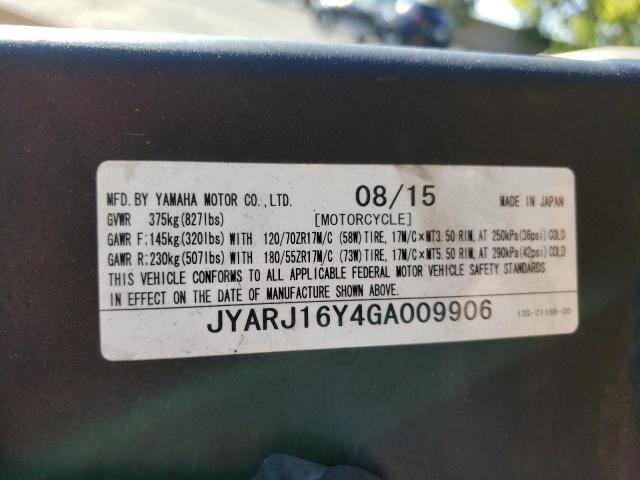 MFD. BY YAMAHA MOTOR CO., LTD. 08/15 MADE IN JAPAN
GVWR 375kg(827lbs) [MOTORCYCLE]
GAWR F:145kg(320lbs) WITH 120/70ZR17M/C (58W) TIRE, 17M/C×MT3.50 RIM, AT 250kPa(36psi) COLD
GAWR R:230kg(507lbs) WITH 180/55ZR17M/C (73W) TIRE, 17M/C×MT5.50 RIM, AT 290kPa(42psi) COLD
THIS VEHICLE CONFORMS TO ALL APPLICABLE FEDERAL MOTOR VEHICLE SAFETY STANDARDS
IN EFFECT ON THE DATE OF MANUFACTURE SHOWN ABOVE.
JYARJ16Y4GA009906 13S-2118B-00